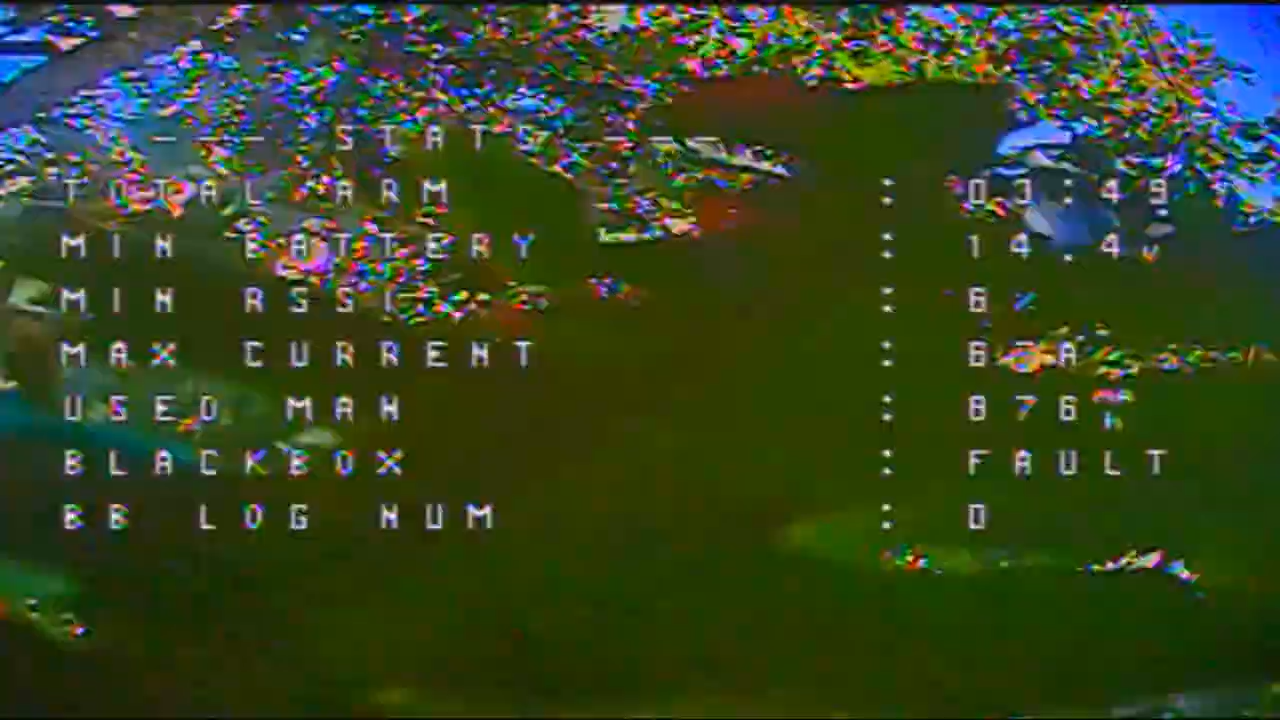 --- STATS ---
TOTAL ARM : 03:49
MIN BATTERY : 14.4V
MIN RSSI : 6%
MAX CURRENT :
USED MAH : 876mAh
BLACKBOX : FAULT
BB LOG NUM : 0